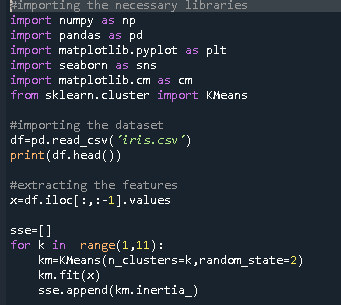 #importing the necessary libraries
import numpy as np
import pandas as pd
import matplotlib.pyplot as plt
import seaborn as sns
import matplotlib.cm as cm
from sklearn.cluster import KMeans
#importing the dataset
df=pd.read_csv('iris.csv')
print(df.head())
#extracting the features
x=df.iloc[:,:-1].values
sse=[]
for k in range(1,11):
km=KMeans(n_clusters=k,random_state=2)
km.fit(x)
sse.append(km.inertia_)